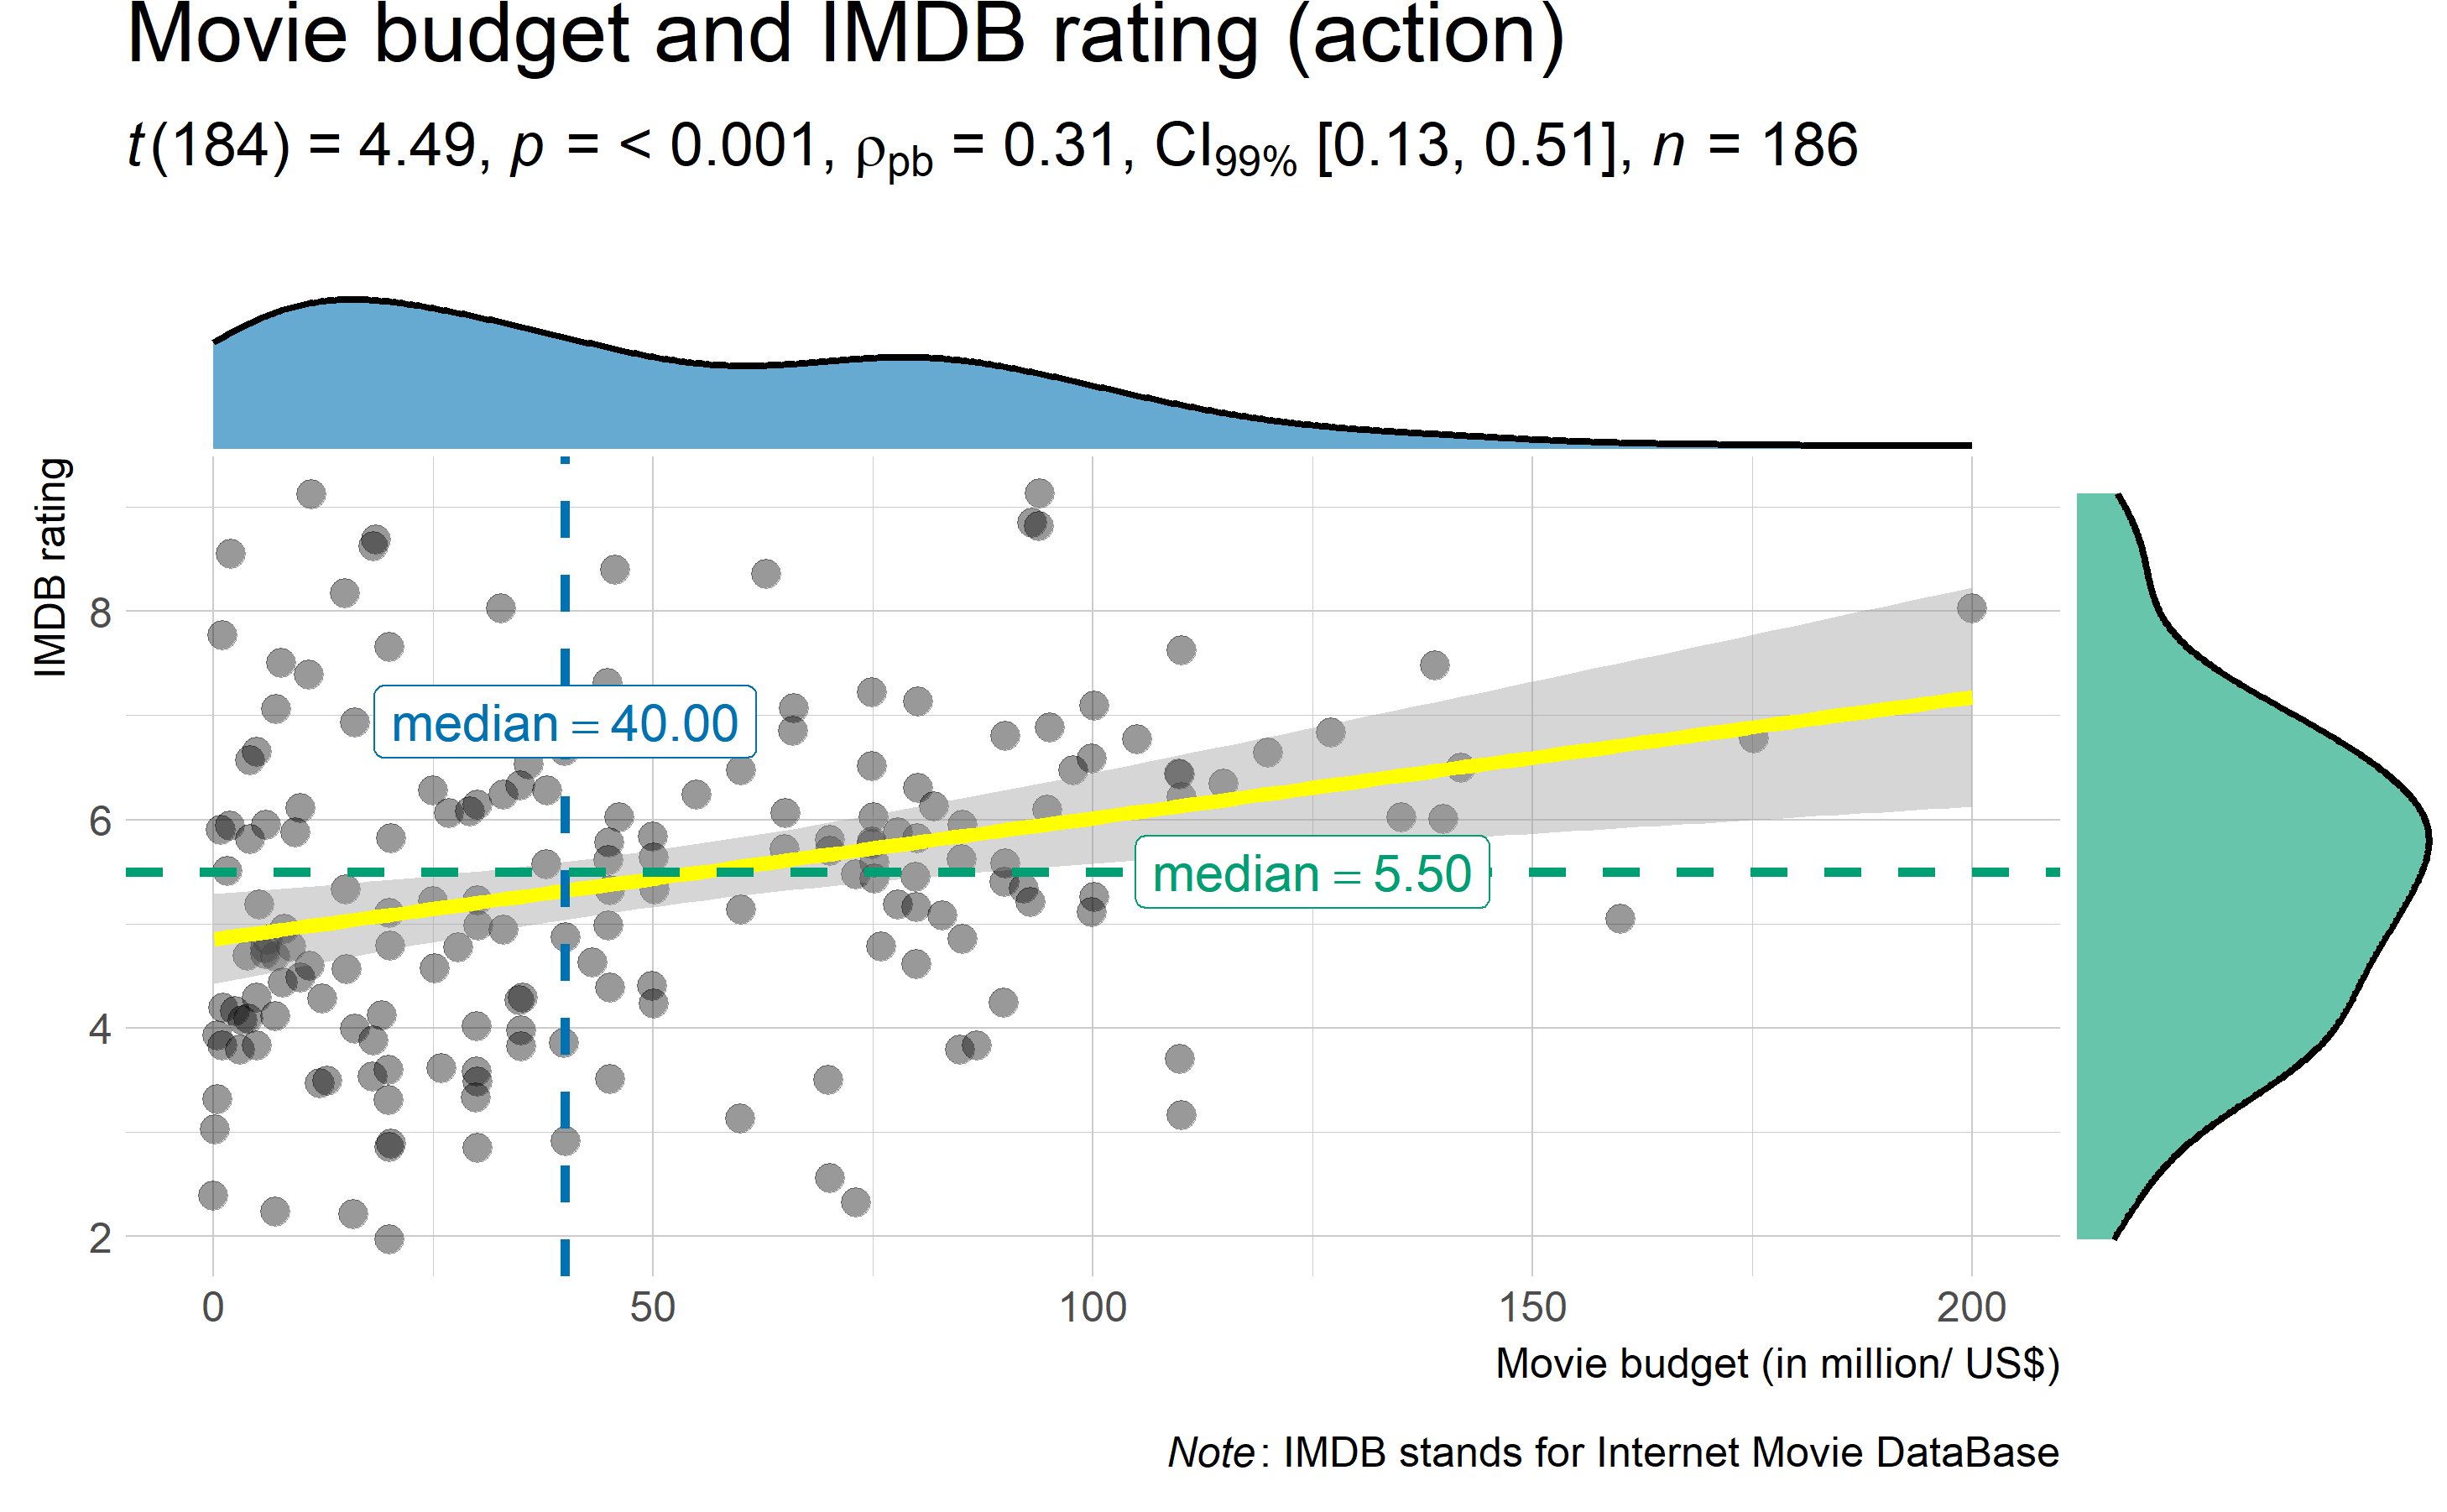 Movie budget and IMDB rating (action)
t(184) = 4.49, p = < 0.001, ρpb = 0.31, CI99% [0.13, 0.51], n = 186
IMDB rating
8
6
4
2
median = 40.00
median = 5.50
0 50 100 150 200
Movie budget (in million/ US$)
Note: IMDB stands for Internet Movie DataBase